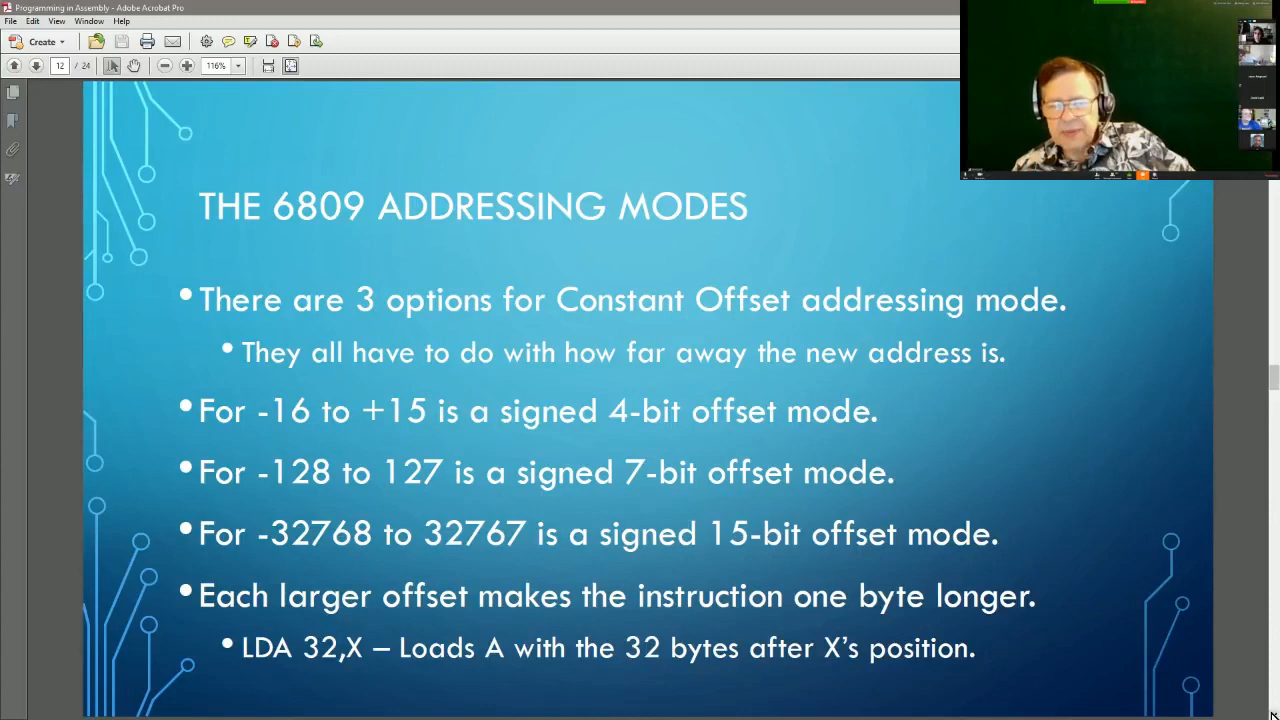 Programming in Assembly - Adobe Acrobat Pro
File Edit View Window Help
Create
12 / 24 116%
THE 6809 ADDRESSING MODES
• There are 3 options for Constant Offset addressing mode.
• They all have to do with how far away the new address is.
• For -16 to +15 is a signed 4-bit offset mode.
• For -128 to 127 is a signed 7-bit offset mode.
• For -32768 to 32767 is a signed 15-bit offset mode.
• Each larger offset makes the instruction one byte longer.
• LDA 32,X – Loads A with the 32 bytes after X’s position.